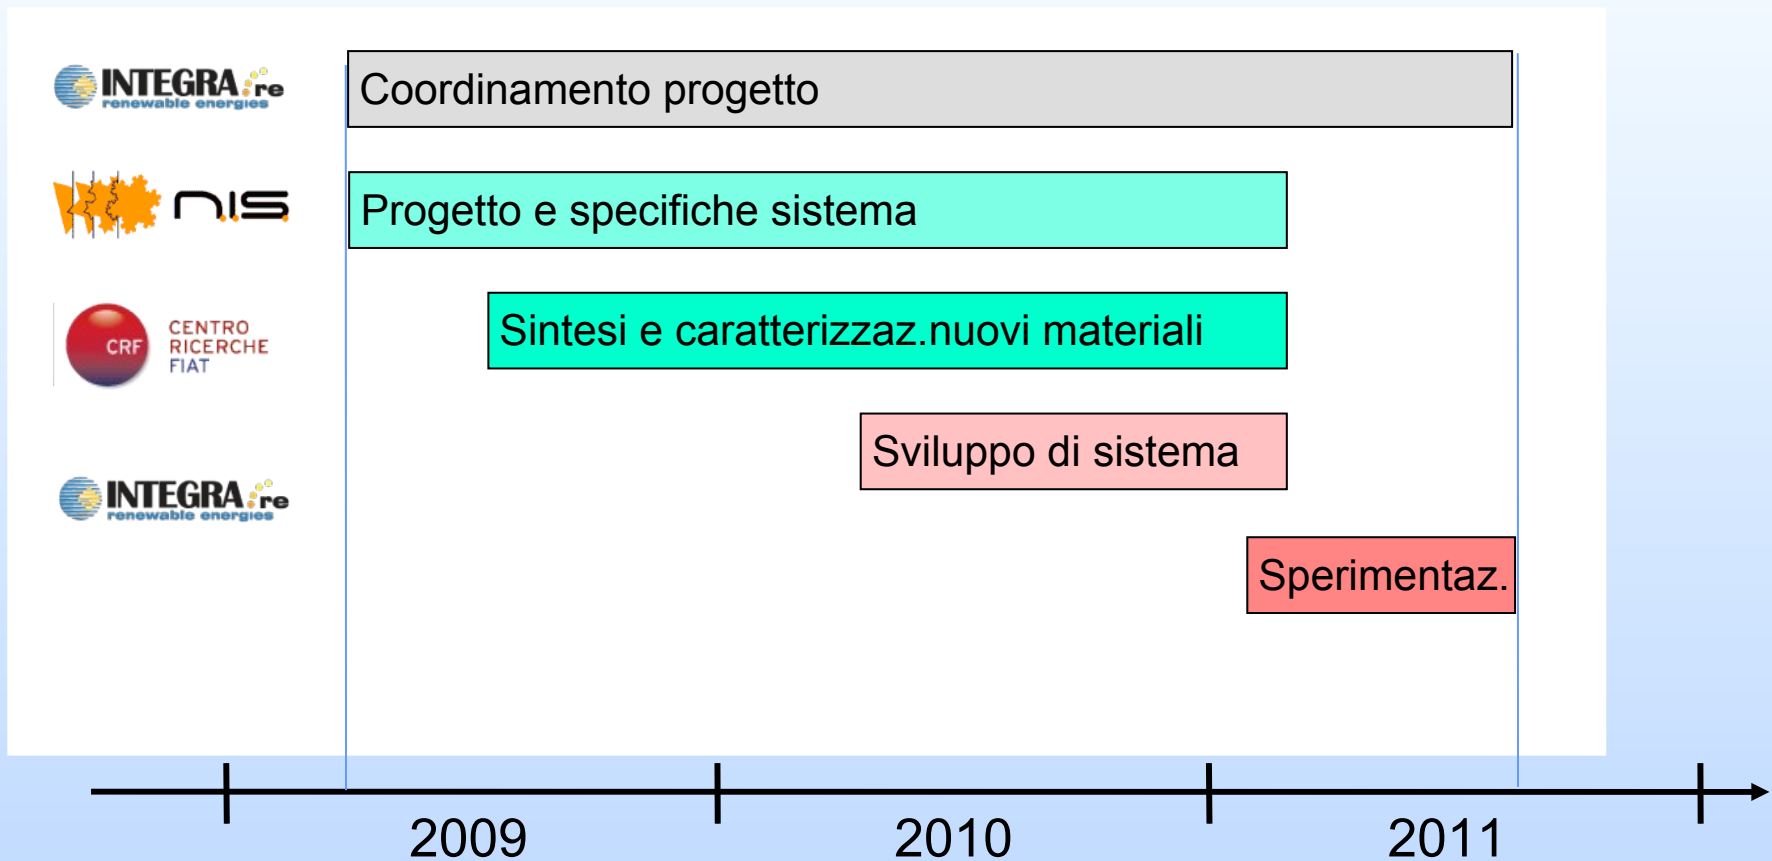 INTEGRA.re
renewable energies
Coordinamento progetto
n.i.s
Progetto e specifiche sistema
CRF
CENTRO
RICERCHE
FIAT
Sintesi e caratterizzaz.nuovi materiali
Sviluppo di sistema
INTEGRA.re
renewable energies
Sperimentaz.
2009
2010
2011